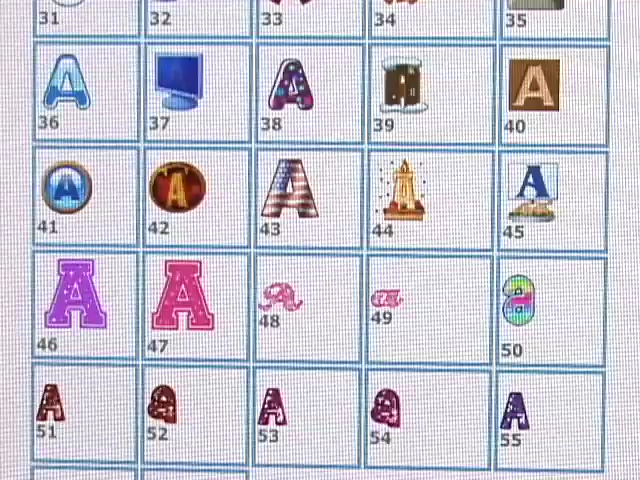 31 32 33 34 35
A A A A A
36 37 38 39 40
A A A A A
41 42 43 44 45
A A A a a
46 47 48 49 50
A a A a A
51 52 53 54 55